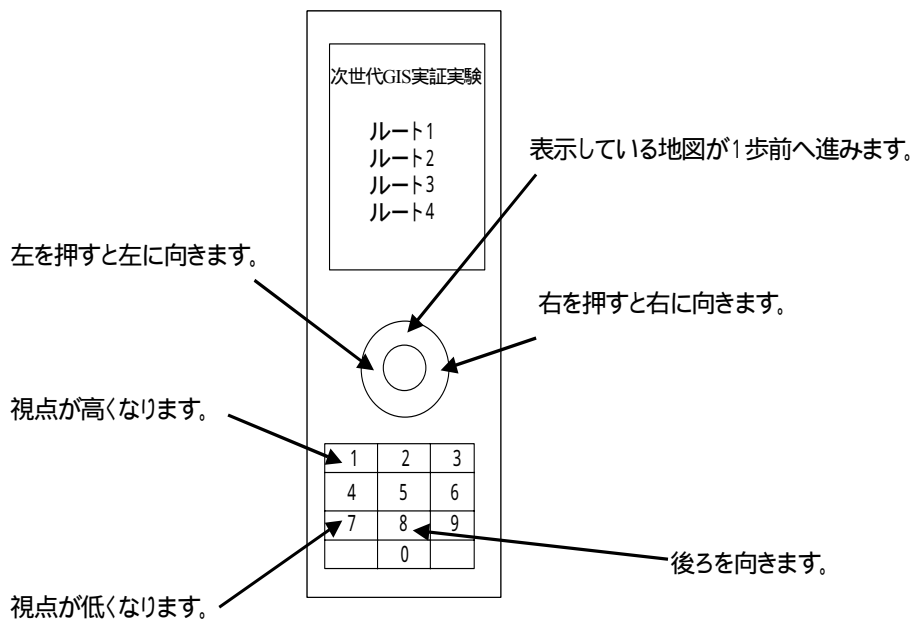 次世代GIS実証実験
ルート1
ルート2
ルート3
ルート4
表示している地図が1歩前へ進みます。
左を押すと左に向きます。
右を押すと右に向きます。
視点が高くなります。
1 2 3
4 5 6
7 8 9
0
後ろを向きます。
視点が低くなります。